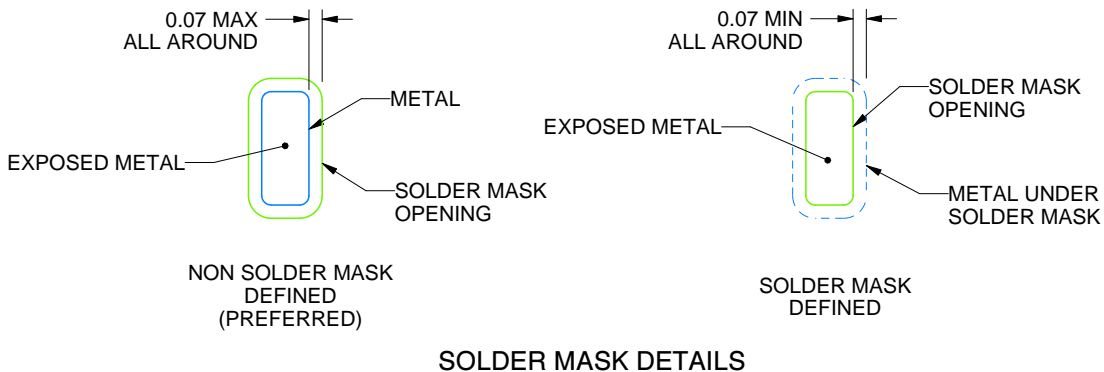 0.07 MAX
ALL AROUND
METAL
EXPOSED METAL
SOLDER MASK
OPENING
NON SOLDER MASK
DEFINED
(PREFERRED)
0.07 MIN
ALL AROUND
SOLDER MASK
OPENING
EXPOSED METAL
METAL UNDER
SOLDER MASK
SOLDER MASK
DEFINED
SOLDER MASK DETAILS